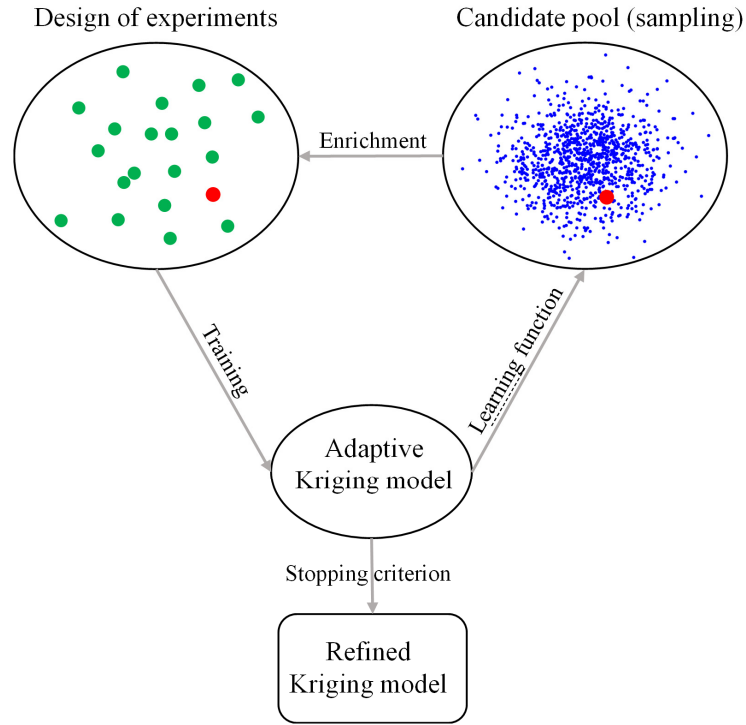 Design of experiments
Candidate pool (sampling)
Enrichment
Training
Learning function
Adaptive
Kriging model
Stopping criterion
Refined
Kriging model